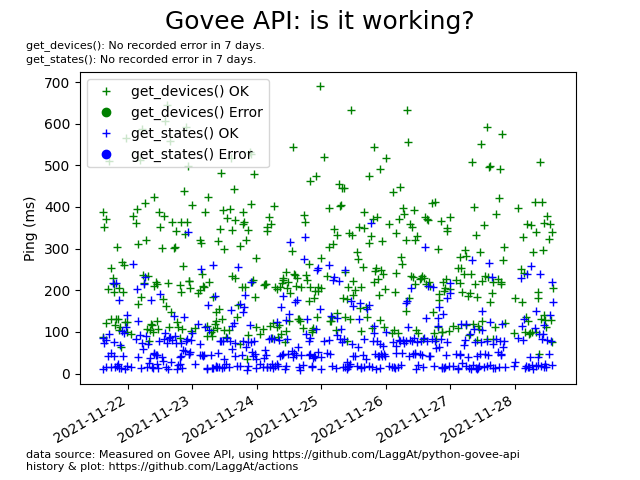 Govee API: is it working?
get_devices(): No recorded error in 7 days.
get_states(): No recorded error in 7 days.
700
600
500
400
300
200
100
0
Ping (ms)
get_devices() OK
get_devices() Error
get_states() OK
get_states() Error
2021-11-22
2021-11-23
2021-11-24
2021-11-25
2021-11-26
2021-11-27
2021-11-28
data source: Measured on Govee API, using https://github.com/LaggAt/python-govee-api
history & plot: https://github.com/LaggAt/actions